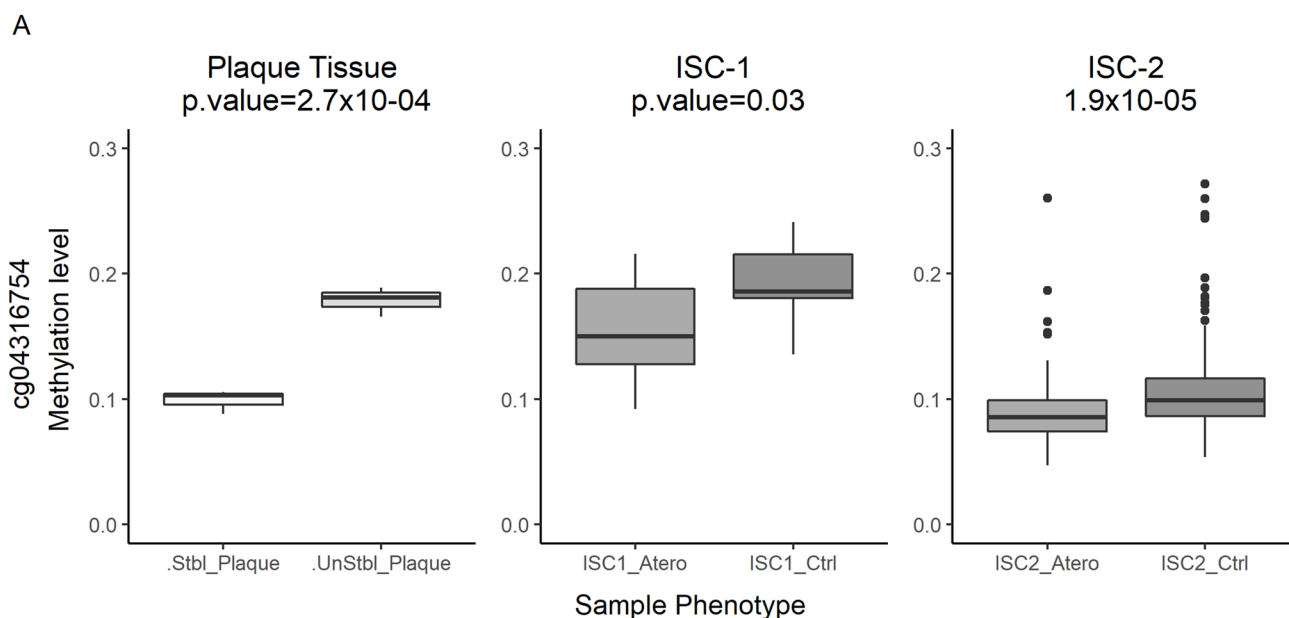 A
Plaque Tissue
p.value=2.7x10-04
ISC-1
p.value=0.03
ISC-2
1.9x10-05
cg04316754
Methylation level
0.3
0.2
0.1
0.0
.Stbl_Plaque
.UnStbl_Plaque
0.3
0.2
0.1
0.0
ISC1_Atero
ISC1_Ctrl
0.3
0.2
0.1
0.0
ISC2_Atero
ISC2_Ctrl
Sample Phenotype